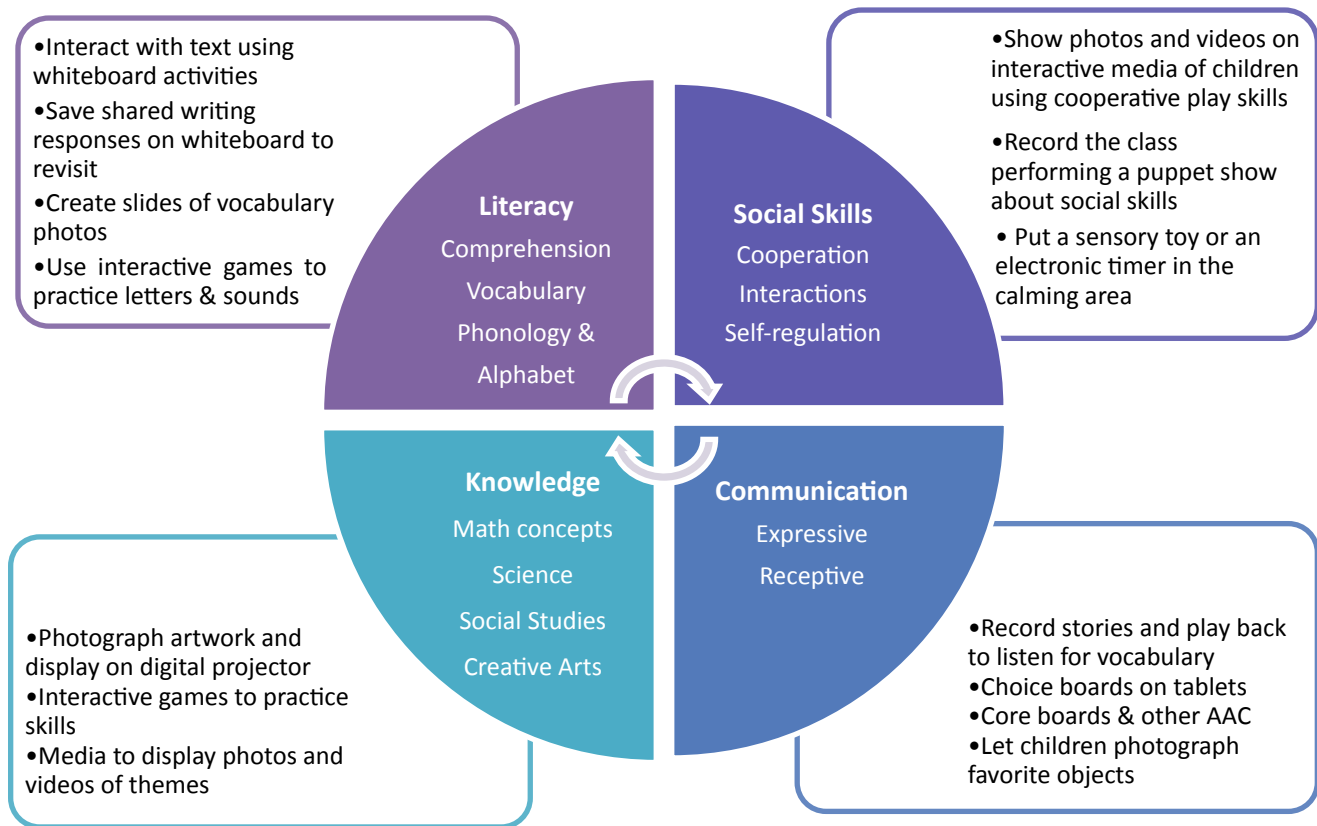 •Interact with text using
whiteboard activities
•Save shared writing
responses on whiteboard to
revisit
•Create slides of vocabulary
photos
•Use interactive games to
practice letters & sounds
•Show photos and videos on
interactive media of children
using cooperative play skills
•Record the class
performing a puppet show
about social skills
• Put a sensory toy or an
electronic timer in the
calming area
Literacy
Comprehension
Vocabulary
Phonology &
Alphabet
Social Skills
Cooperation
Interactions
Self-regulation
Knowledge
Math concepts
Science
Social Studies
Creative Arts
Communication
Expressive
Receptive
•Photograph artwork and
display on digital projector
•Interactive games to practice
skills
•Media to display photos and
videos of themes
•Record stories and play back
to listen for vocabulary
•Choice boards on tablets
•Core boards & other AAC
•Let children photograph
favorite objects